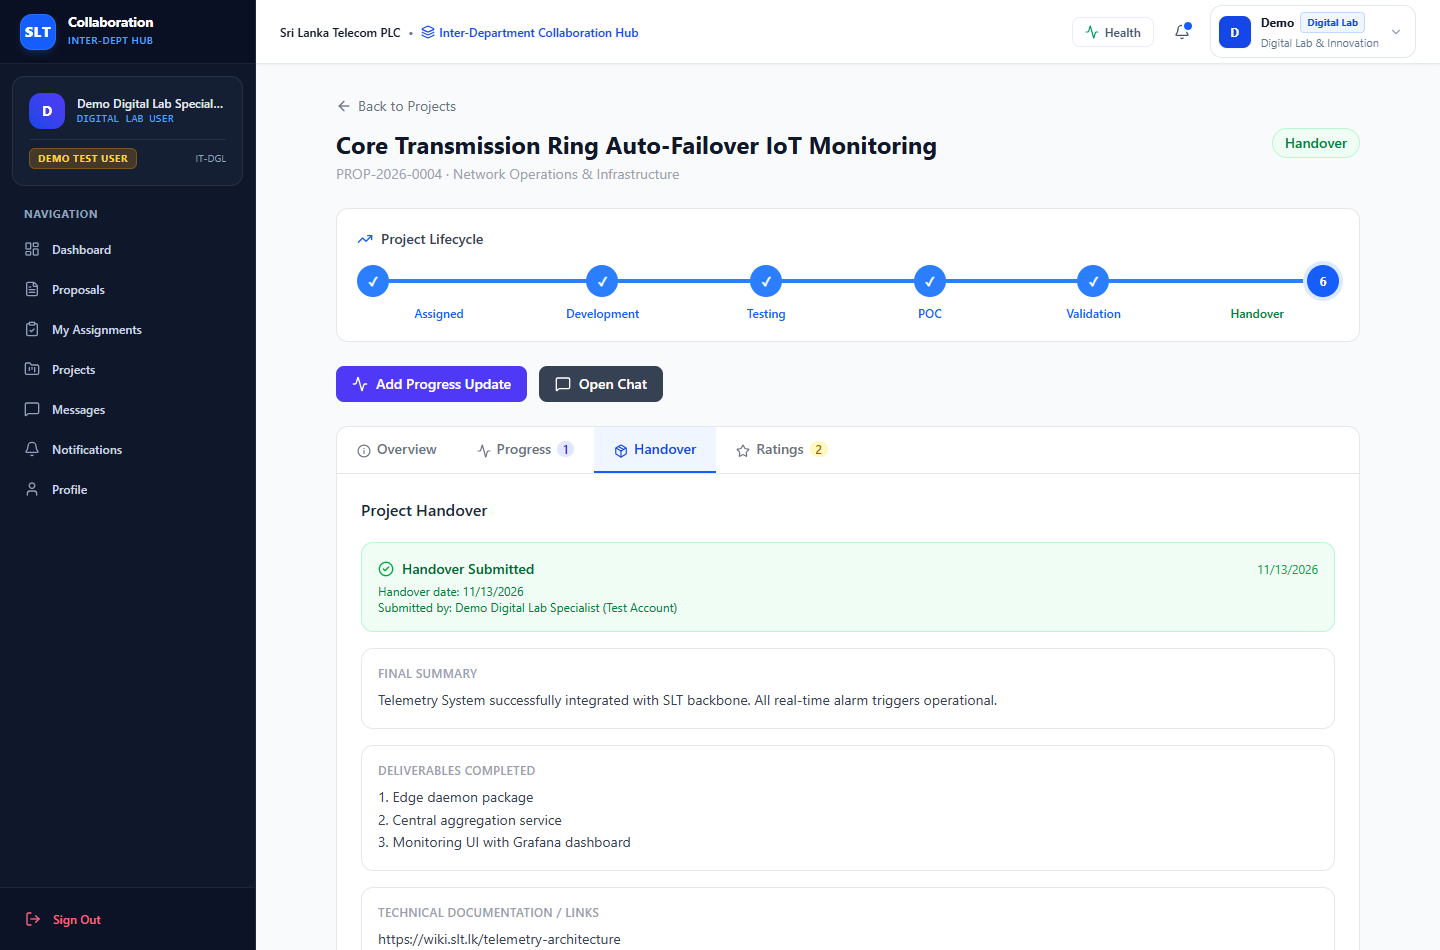 SLT
Collaboration
INTER-DEPT HUB
D
Demo Digital Lab Special...
DIGITAL LAB USER
DEMO TEST USER
IT-DGL
NAVIGATION
Dashboard
Proposals
My Assignments
Projects
Messages
Notifications
Profile
Sign Out
Sri Lanka Telecom PLC • Inter-Department Collaboration Hub
Health
D
Demo Digital Lab
Digital Lab & Innovation
Back to Projects
Core Transmission Ring Auto-Failover IoT Monitoring
Handover
PROP-2026-0004 · Network Operations & Infrastructure
Project Lifecycle
6
Assigned Development Testing POC Validation Handover
Add Progress Update
Open Chat
Overview
Progress 1
Handover
Ratings 2
Project Handover
Handover Submitted
11/13/2026
Handover date: 11/13/2026
Submitted by: Demo Digital Lab Specialist (Test Account)
FINAL SUMMARY
Telemetry System successfully integrated with SLT backbone. All real-time alarm triggers operational.
DELIVERABLES COMPLETED
1. Edge daemon package
2. Central aggregation service
3. Monitoring UI with Grafana dashboard
TECHNICAL DOCUMENTATION / LINKS
https://wiki.slt.lk/telemetry-architecture